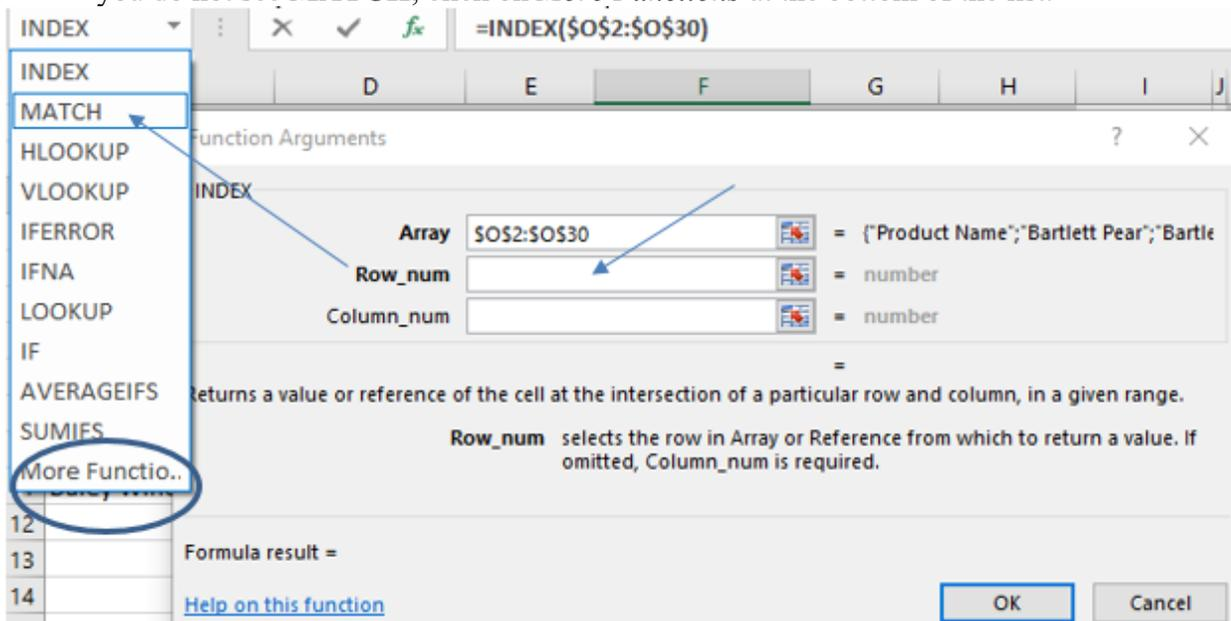 INDEX =INDEX($O$2:$O$30)
INDEX
MATCH
HLOOKUP
VLOOKUP
IFERROR
IFNA
LOOKUP
IF
AVERAGEIFS
SUMIFS
More Functio..
D E F G H I J
Function Arguments ? 
INDEX
Array $O$2:$O$30 = {"Product Name";"Bartlett Pear";"Bartle
Row_num = number
Column_num = number
=
Returns a value or reference of the cell at the intersection of a particular row and column, in a given range.
Row_num selects the row in Array or Reference from which to return a value. If
omitted, Column_num is required.
12
13
14
Formula result =
Help on this function OK Cancel